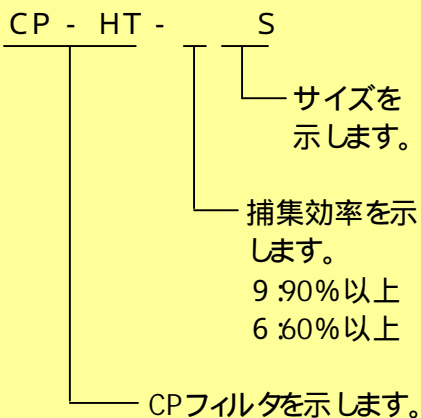 CP - HT -    S
サイズを
示します。
捕集効率を示
します。
9:90%以上
6:60%以上
CPフィルタを示します。